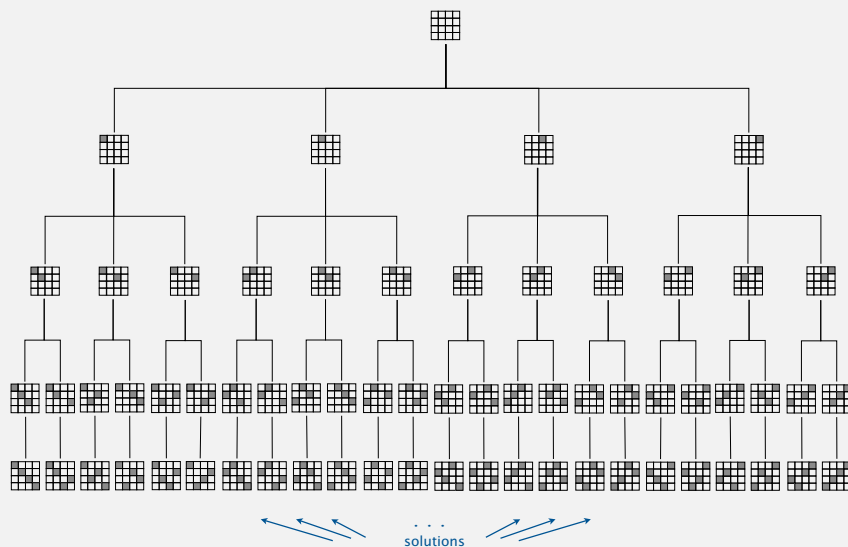 . . .
solutions